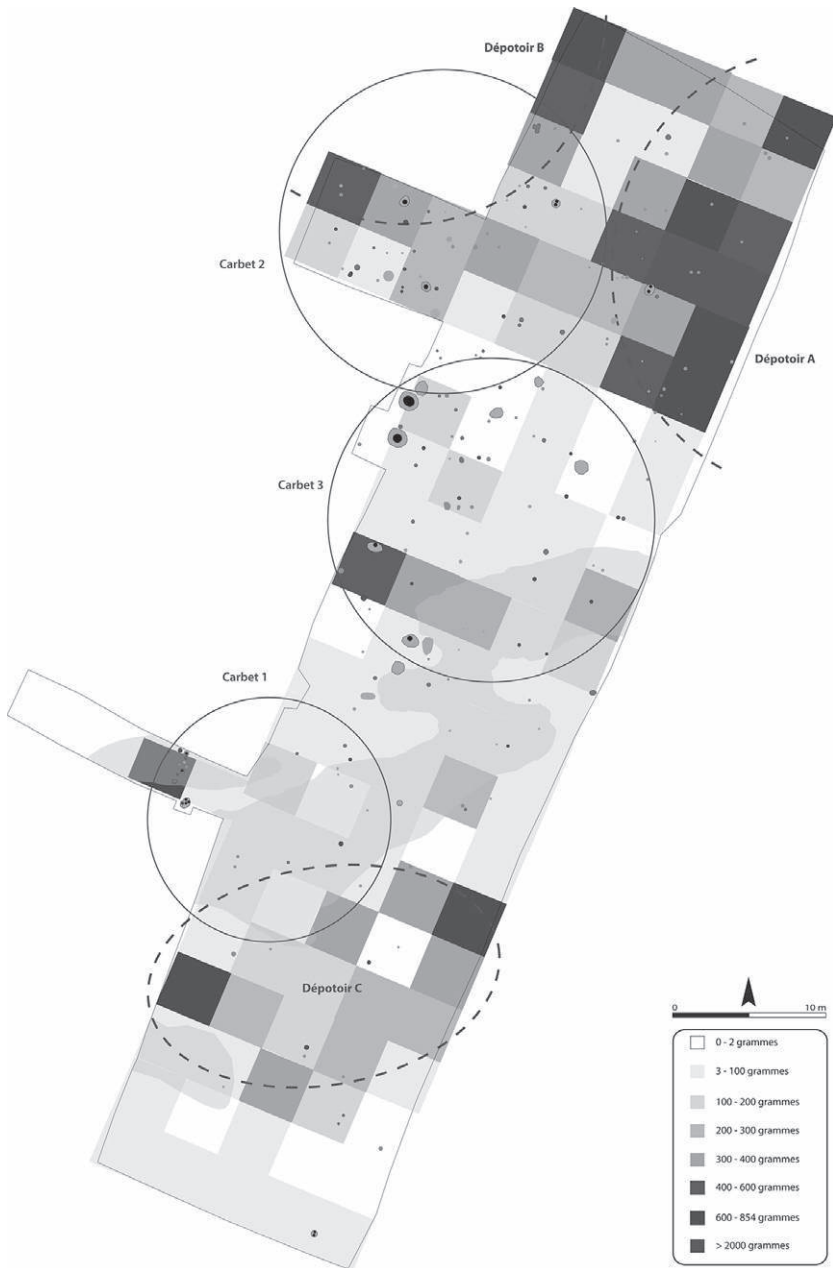 Dépotoir B
Carbet 2
Dépotoir A
Carbet 3
Carbet 1
Dépotoir C
0 10 m
0 - 2 grammes
3 - 100 grammes
100 - 200 grammes
200 - 300 grammes
300 - 400 grammes
400 - 600 grammes
600 - 854 grammes
> 2000 grammes